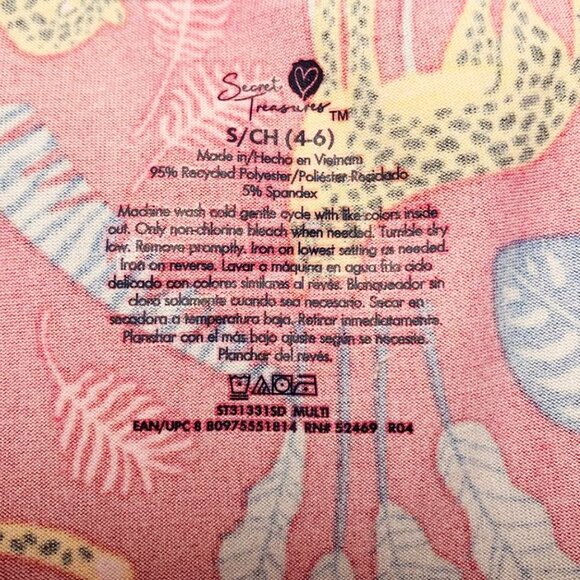 Secret
Treasures™
S/CH (4-6)
Made in/Hecho en Vietnam
95% Recycled Polyester/Poliéster Reciclado
5% Spandex
Machine wash cold gentle cycle with like colors inside
out. Only non-chlorine bleach when needed. Tumble dry
low. Remove promptly. Iron on lowest setting as needed.
Iron on reverse. Lavar a máquina en agua fria ciclo
delicado con colores similares al revés. Blanqueador sin
cloro solamente cuando sea necesario. Secar en
secadora a temperatura baja. Retirar inmediatamente.
Planchar con el más bajo ajuste según se necesite.
Planchar del revés.
ST31331SD MULTI
EAN/UPC 8 80975551814 RN# 52469 R04